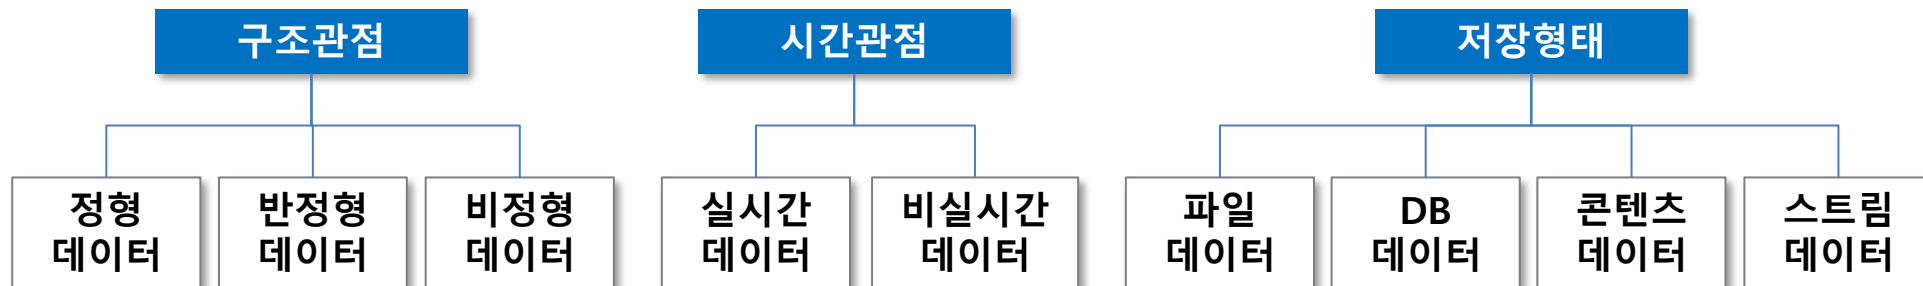 구조관점
정형
데이터
반정형
데이터
비정형
데이터
시간관점
실시간
데이터
비실시간
데이터
저장형태
파일
데이터
DB
데이터
콘텐츠
데이터
스트림
데이터